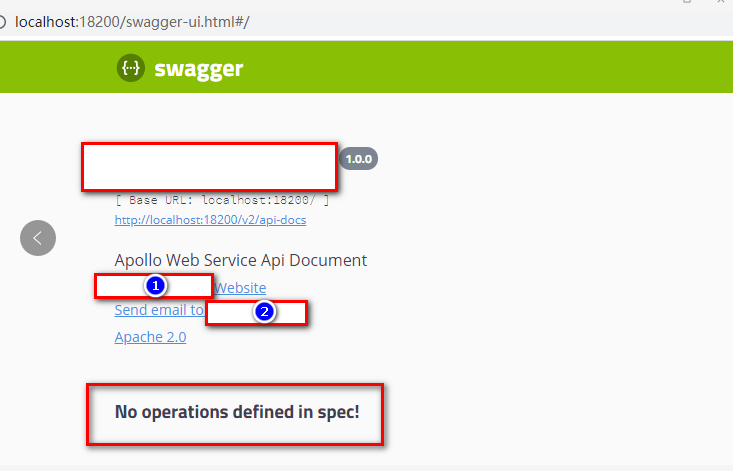 localhost:18200/swagger-ui.html#/
{··} swagger
1.0.0
[ Base URL: localhost:18200/ ]
http://localhost:18200/v2/api-docs
Apollo Web Service Api Document
1 Website
Send email to 2
Apache 2.0
No operations defined in spec!